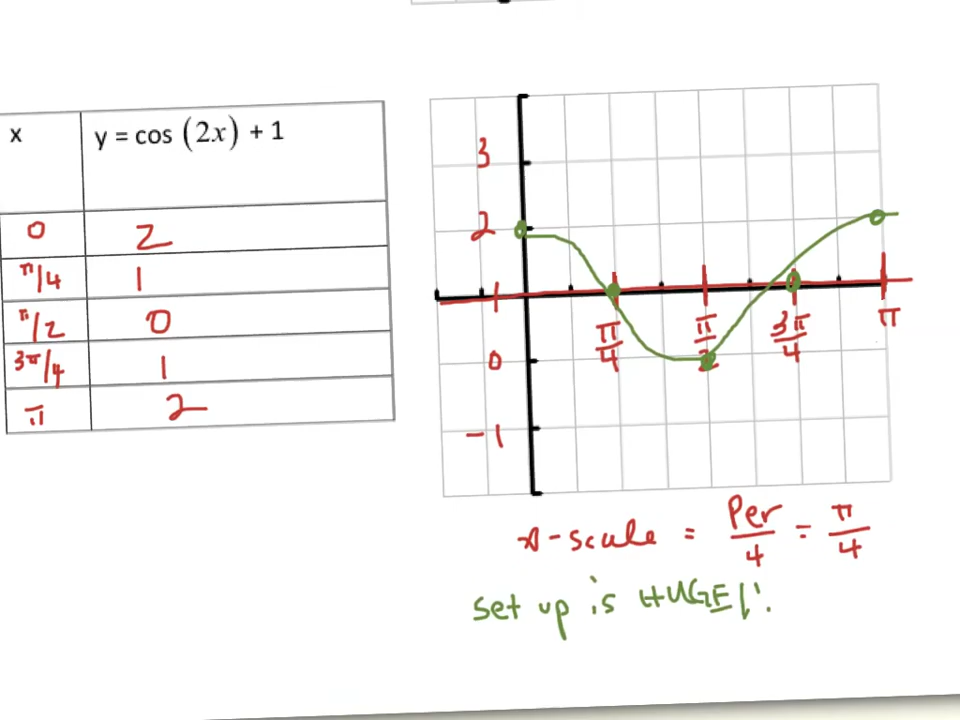 x y = cos (2x) + 1
0 2
π/4 1
π/2 0
3π/4 1
π 2
3
2
1
0
-1
π/4 π/2 3π/4 π
x-scale = Per/4 = π/4
Set up is HUGE!!